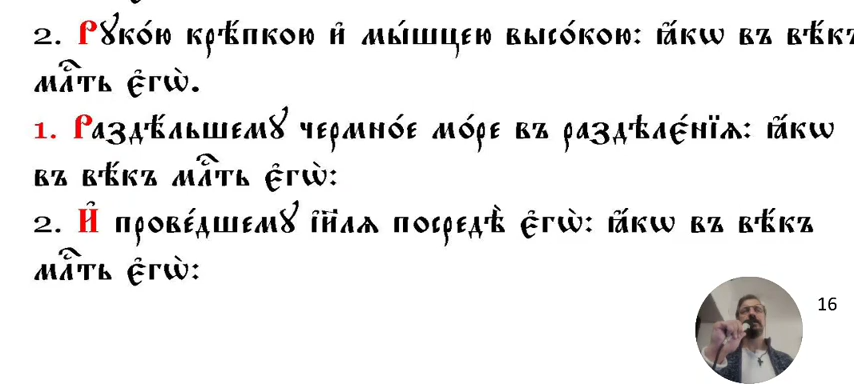 2. Рꙋко́ю крѣ́пкою и҆ мы́шцею высо́кою: ꙗ҆́кѡ въ вѣ́къ
млⷭ҇ть є҆гѡ̀.
1. Раздѣ́льшемꙋ чермно́е мо́ре въ раздѣле́нїѧ: ꙗ҆́кѡ
въ вѣ́къ млⷭ҇ть є҆гѡ̀:
2. И҆ прове́дшемꙋ і҆и҃лѧ посредѣ̀ є҆гѡ̀: ꙗ҆́кѡ въ вѣ́къ
млⷭ҇ть є҆гѡ̀:
16